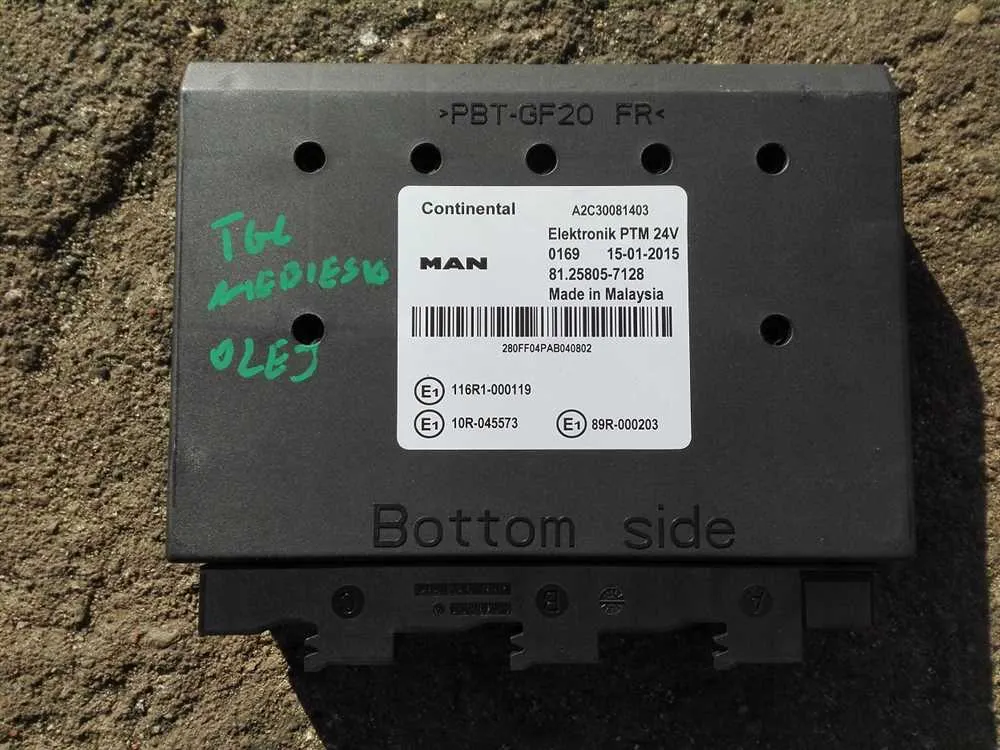 >PBT-GF20 FR<
Continental A2C30081403
Elektronik PTM 24V
MAN
0169 15-01-2015
81.25805-7128
Made in Malaysia
280FF04PAB040802
E1 116R1-000119
E1 10R-045573 E1 89R-000203
TGL
OLEJ
Bottom side
C B A